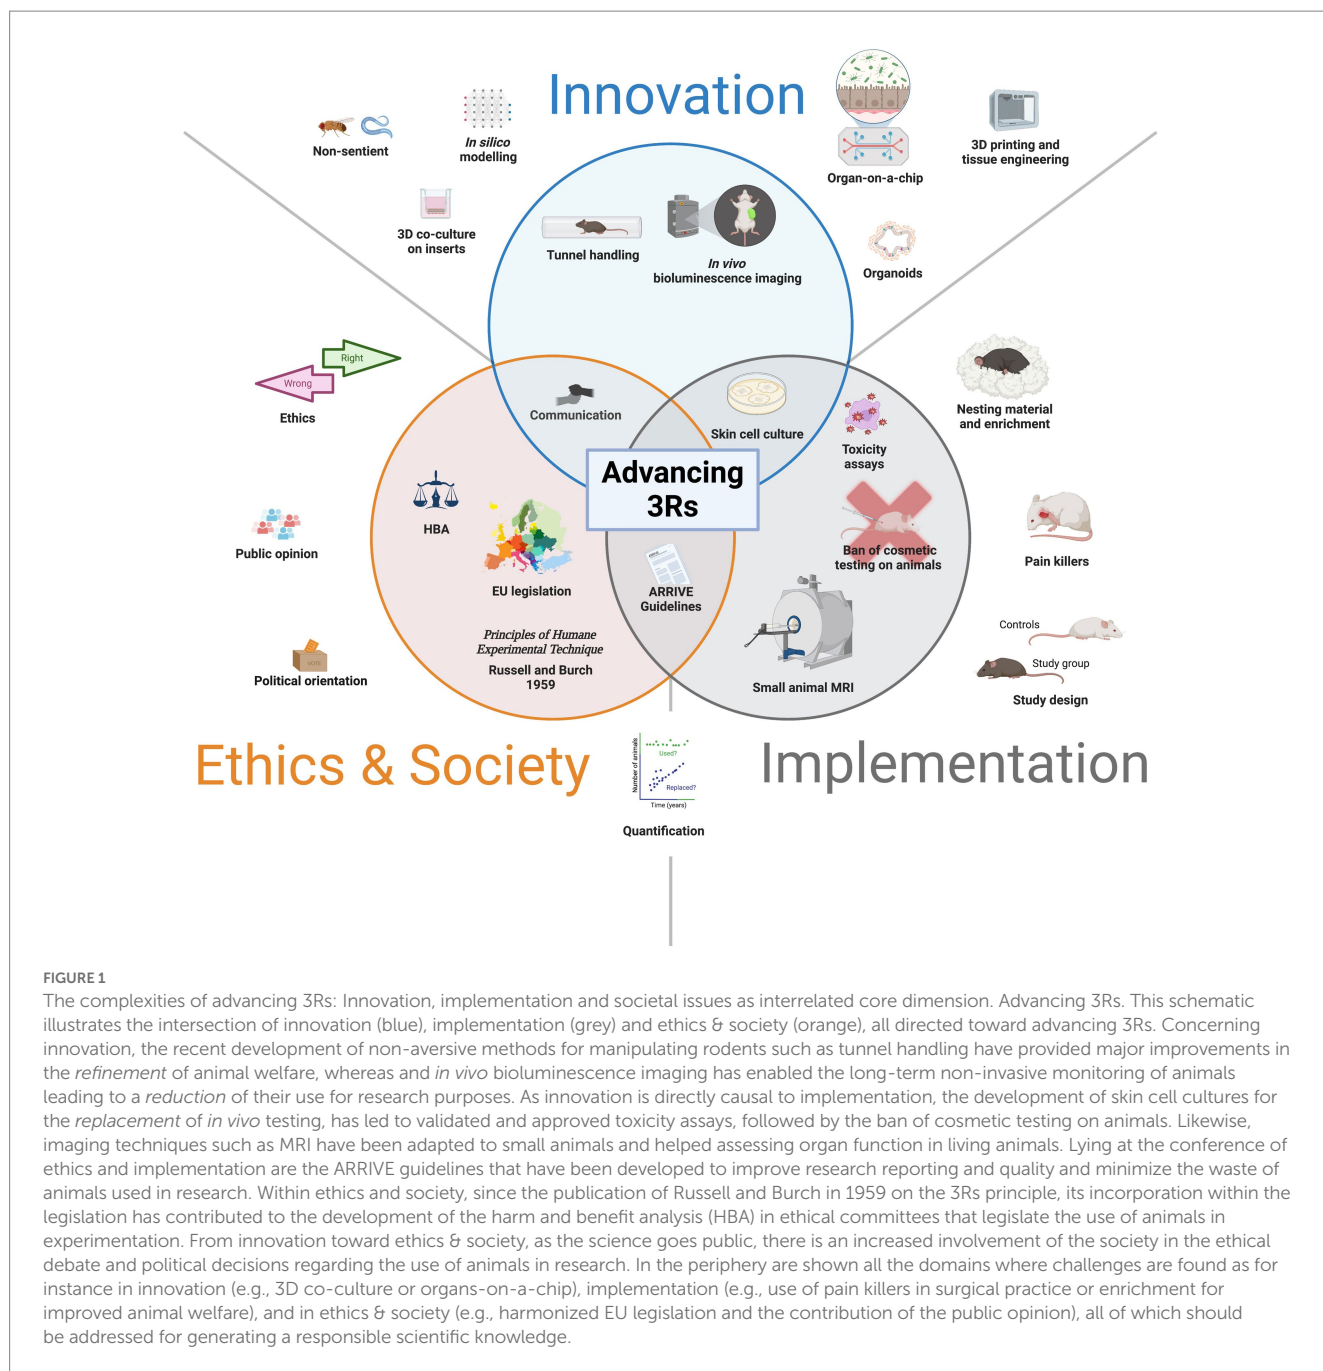 Innovation
Non-sentient
In silico
modelling
3D co-culture
on inserts
Tunnel handling
In vivo
bioluminescence imaging
Organ-on-a-chip
3D printing and
tissue engineering
Organoids
Right
Wrong
Ethics
Communication
Skin cell culture
Toxicity
assays
Nesting material
and enrichment
Advancing
3Rs
HBA
Public opinion
EU legislation
ARRIVE
Guidelines
Ban of cosmetic
testing on animals
Pain killers
Principles of Humane
Experimental Technique
Russell and Burch
1959
VOTE
Political orientation
Small animal MRI
Controls
Study group
Study design
Ethics & Society
Implementation
Number of animals
Used?
Replaced?
Time (years)
Quantification
FIGURE 1
The complexities of advancing 3Rs: Innovation, implementation and societal issues as interrelated core dimension. Advancing 3Rs. This schematic
illustrates the intersection of innovation (blue), implementation (grey) and ethics & society (orange), all directed toward advancing 3Rs. Concerning
innovation, the recent development of non-aversive methods for manipulating rodents such as tunnel handling have provided major improvements in
the refinement of animal welfare, whereas and in vivo bioluminescence imaging has enabled the long-term non-invasive monitoring of animals
leading to a reduction of their use for research purposes. As innovation is directly causal to implementation, the development of skin cell cultures for
the replacement of in vivo testing, has led to validated and approved toxicity assays, followed by the ban of cosmetic testing on animals. Likewise,
imaging techniques such as MRI have been adapted to small animals and helped assessing organ function in living animals. Lying at the conference of
ethics and implementation are the ARRIVE guidelines that have been developed to improve research reporting and quality and minimize the waste of
animals used in research. Within ethics and society, since the publication of Russell and Burch in 1959 on the 3Rs principle, its incorporation within the
legislation has contributed to the development of the harm and benefit analysis (HBA) in ethical committees that legislate the use of animals in
experimentation. From innovation toward ethics & society, as the science goes public, there is an increased involvement of the society in the ethical
debate and political decisions regarding the use of animals in research. In the periphery are shown all the domains where challenges are found as for
instance in innovation (e.g., 3D co-culture or organs-on-a-chip), implementation (e.g., use of pain killers in surgical practice or enrichment for
improved animal welfare), and in ethics & society (e.g., harmonized EU legislation and the contribution of the public opinion), all of which should
be addressed for generating a responsible scientific knowledge.